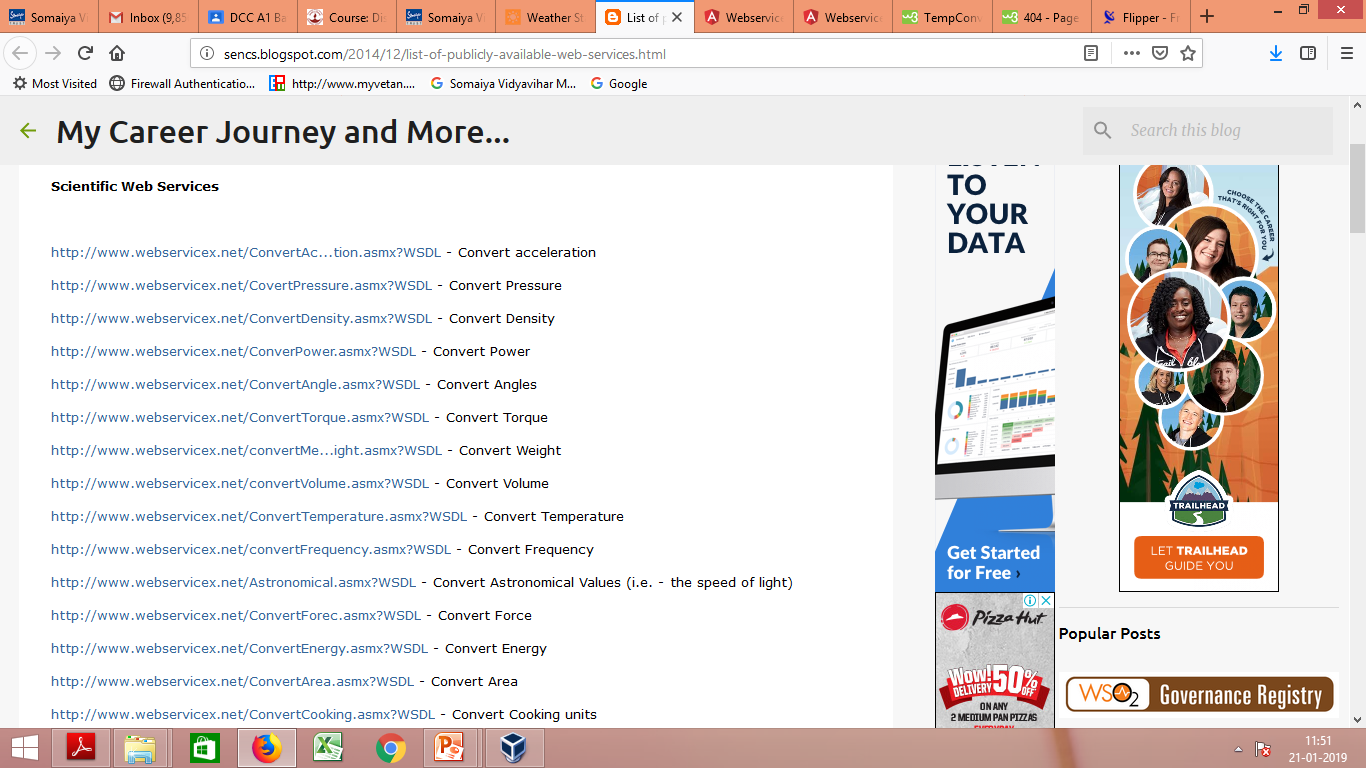 Somaiya Vi
Inbox (9,85
DCC A1 Ba
Course: Dis
Somaiya Vi
Weather St
List of p
Webservice
Webservice
TempConv
404 - Page
Flipper - Fr
sencs.blogspot.com/2014/12/list-of-publicly-available-web-services.html
Most Visited
Firewall Authenticatio...
http://www.myvetan....
Somaiya Vidyavihar M...
Google
My Career Journey and More...
Search this blog
Scientific Web Services
http://www.webservicex.net/ConvertAc...tion.asmx?WSDL - Convert acceleration
http://www.webservicex.net/CovertPressure.asmx?WSDL - Convert Pressure
http://www.webservicex.net/ConvertDensity.asmx?WSDL - Convert Density
http://www.webservicex.net/ConverPower.asmx?WSDL - Convert Power
http://www.webservicex.net/ConvertAngle.asmx?WSDL - Convert Angles
http://www.webservicex.net/ConvertTorque.asmx?WSDL - Convert Torque
http://www.webservicex.net/convertMe...ight.asmx?WSDL - Convert Weight
http://www.webservicex.net/convertVolume.asmx?WSDL - Convert Volume
http://www.webservicex.net/ConvertTemperature.asmx?WSDL - Convert Temperature
http://www.webservicex.net/convertFrequency.asmx?WSDL - Convert Frequency
http://www.webservicex.net/Astronomical.asmx?WSDL - Convert Astronomical Values (i.e. - the speed of light)
http://www.webservicex.net/ConvertForec.asmx?WSDL - Convert Force
http://www.webservicex.net/ConvertEnergy.asmx?WSDL - Convert Energy
http://www.webservicex.net/ConvertArea.asmx?WSDL - Convert Area
http://www.webservicex.net/ConvertCooking.asmx?WSDL - Convert Cooking units
LISTEN
TO
YOUR
DATA
Get Started
for Free ›
Pizza Hut
Wow! 50%
DELIVERY OFF
ON ANY
2 MEDIUM PAN PIZZAS
EVERYDAY
CHOOSE THE CAREER
THAT'S RIGHT FOR YOU
TRAILHEAD
LET TRAILHEAD
GUIDE YOU
Popular Posts
WSO2 Governance Registry
11:51
21-01-2019